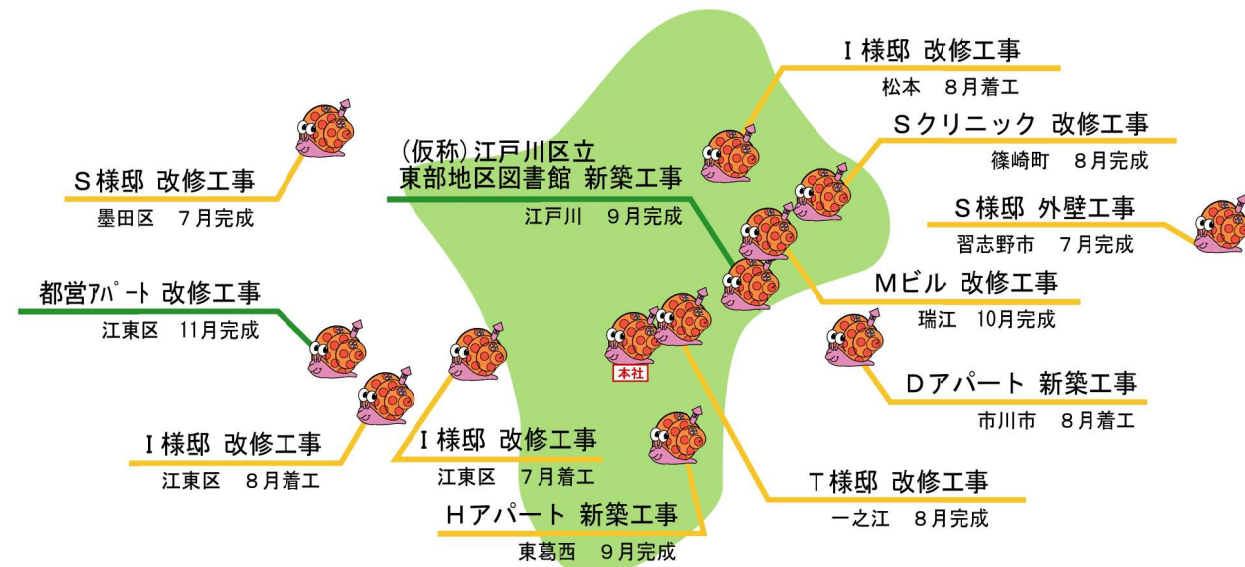 I 様邸 改修工事
松本 8月着工
Sクリニック 改修工事
篠崎町 8月完成
(仮称)江戸川区立
東部地区図書館 新築工事
江戸川 9月完成
S様邸 改修工事
墨田区 7月完成
S様邸 外壁工事
習志野市 7月完成
都営ｱﾊﾟｰﾄ 改修工事
江東区 11月完成
Mビル 改修工事
瑞江 10月完成
本社
Dアパート 新築工事
市川市 8月着工
I 様邸 改修工事
江東区 8月着工
I 様邸 改修工事
江東区 7月着工
T様邸 改修工事
一之江 8月完成
Hアパート 新築工事
東葛西 9月完成